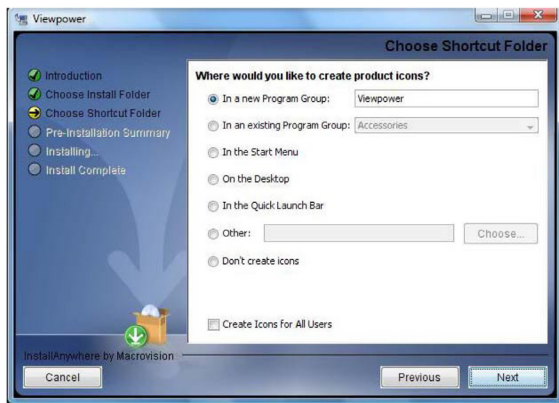 Viewpower
Choose Shortcut Folder
Introduction
Choose Install Folder
Choose Shortcut Folder
Pre-Installation Summary
Installing...
Install Complete
Where would you like to create product icons?
In a new Program Group: Viewpower
In an existing Program Group: Accessories
In the Start Menu
On the Desktop
In the Quick Launch Bar
Other: Choose...
Don't create icons
Create Icons for All Users
InstallAnywhere by Macrovision
Cancel Previous Next